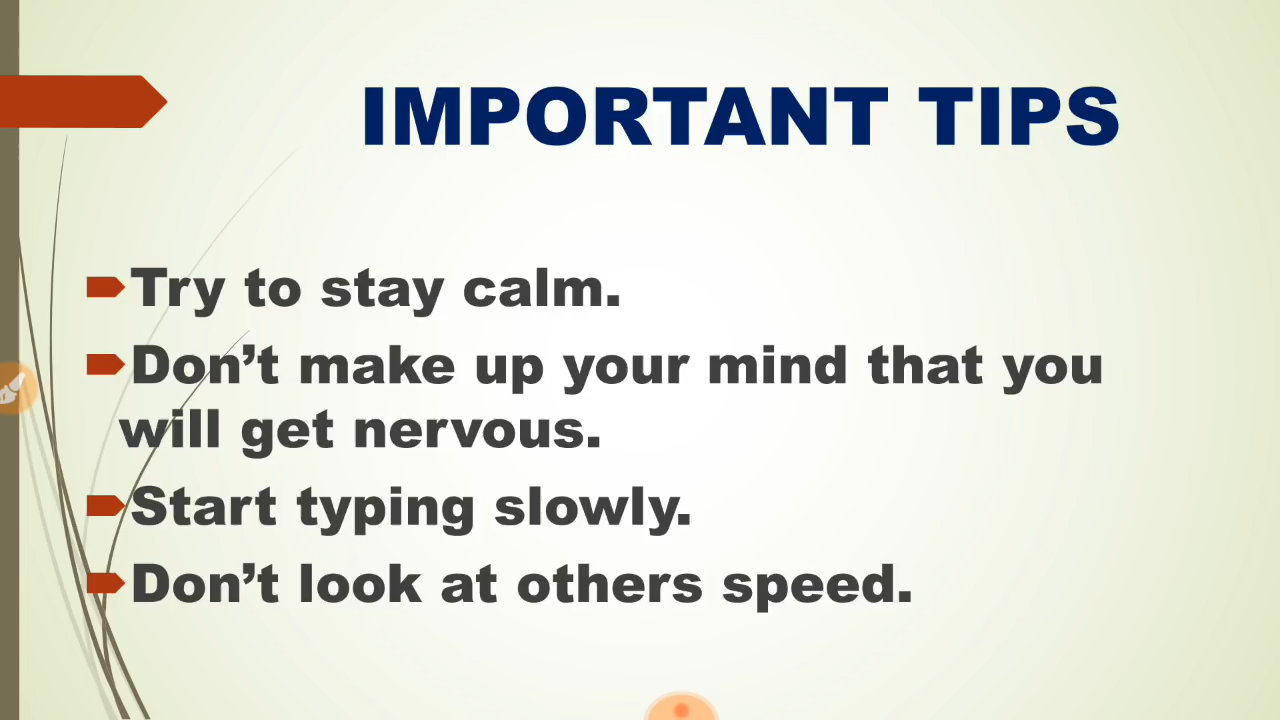 IMPORTANT TIPS
Try to stay calm.
Don’t make up your mind that you
will get nervous.
Start typing slowly.
Don’t look at others speed.